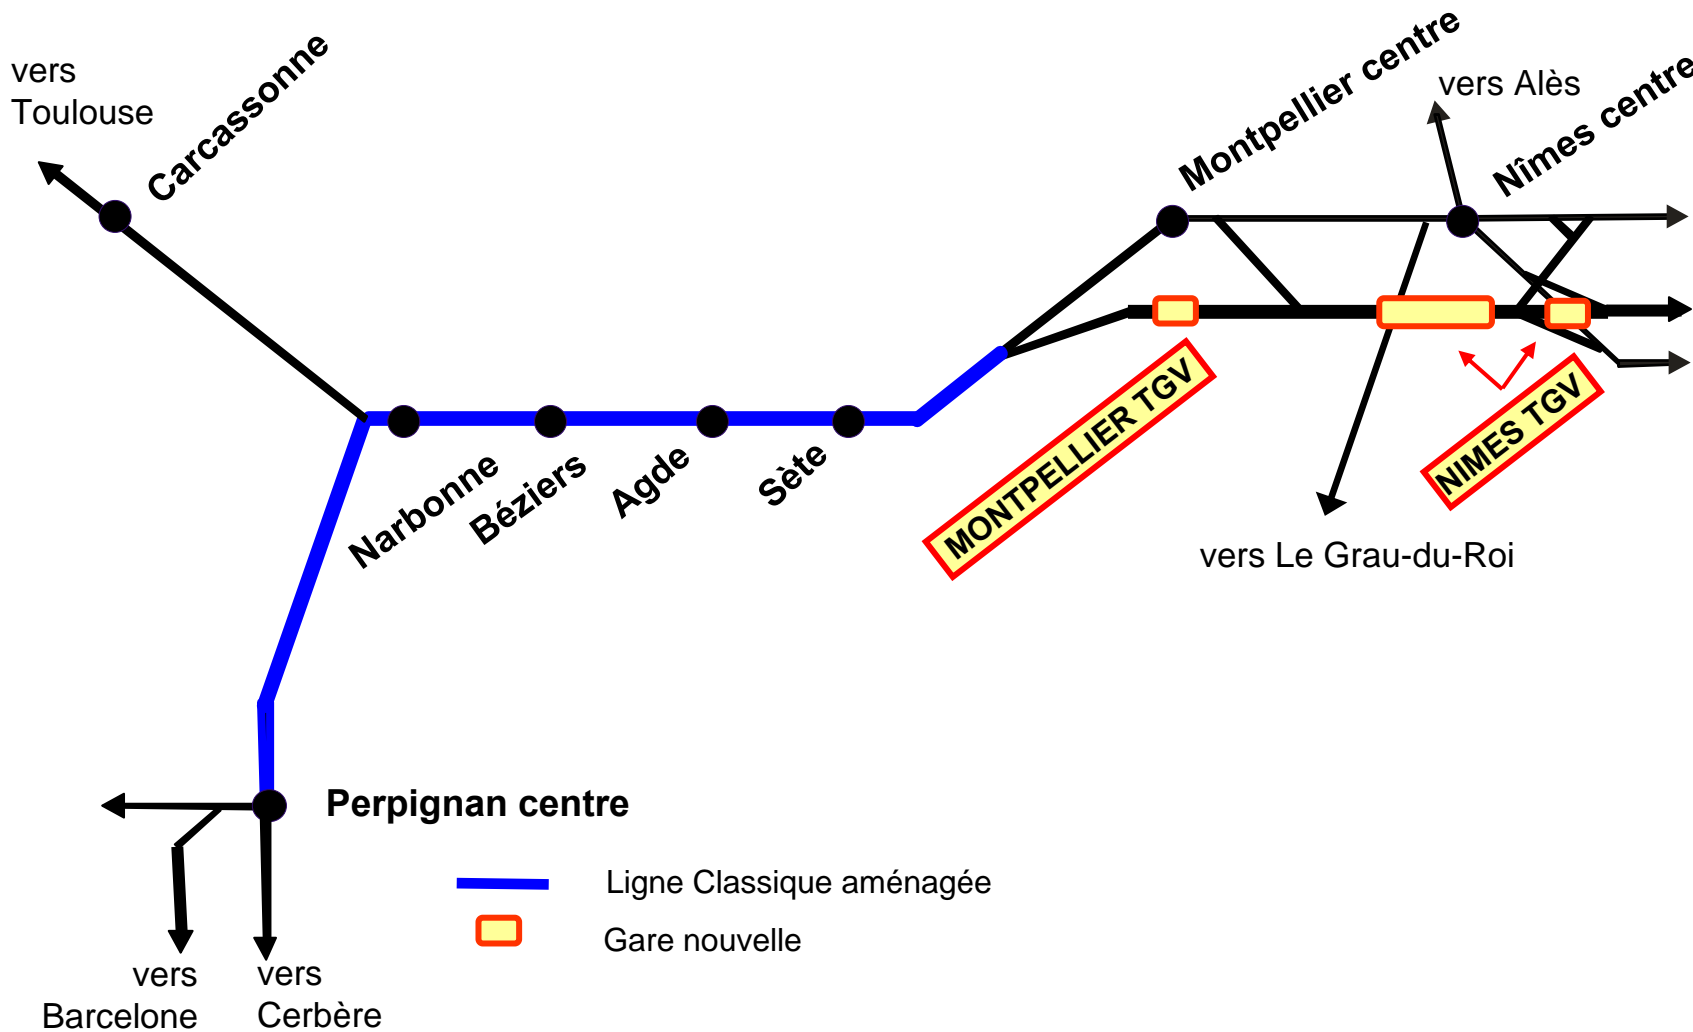 vers
Toulouse
Carcassonne
Montpellier centre
vers Alès
Nîmes centre
Narbonne
Béziers
Agde
Sète
MONTPELLIER TGV
NIMES TGV
vers Le Grau-du-Roi
Perpignan centre
Ligne Classique aménagée
Gare nouvelle
vers
Barcelone
vers
Cerbère